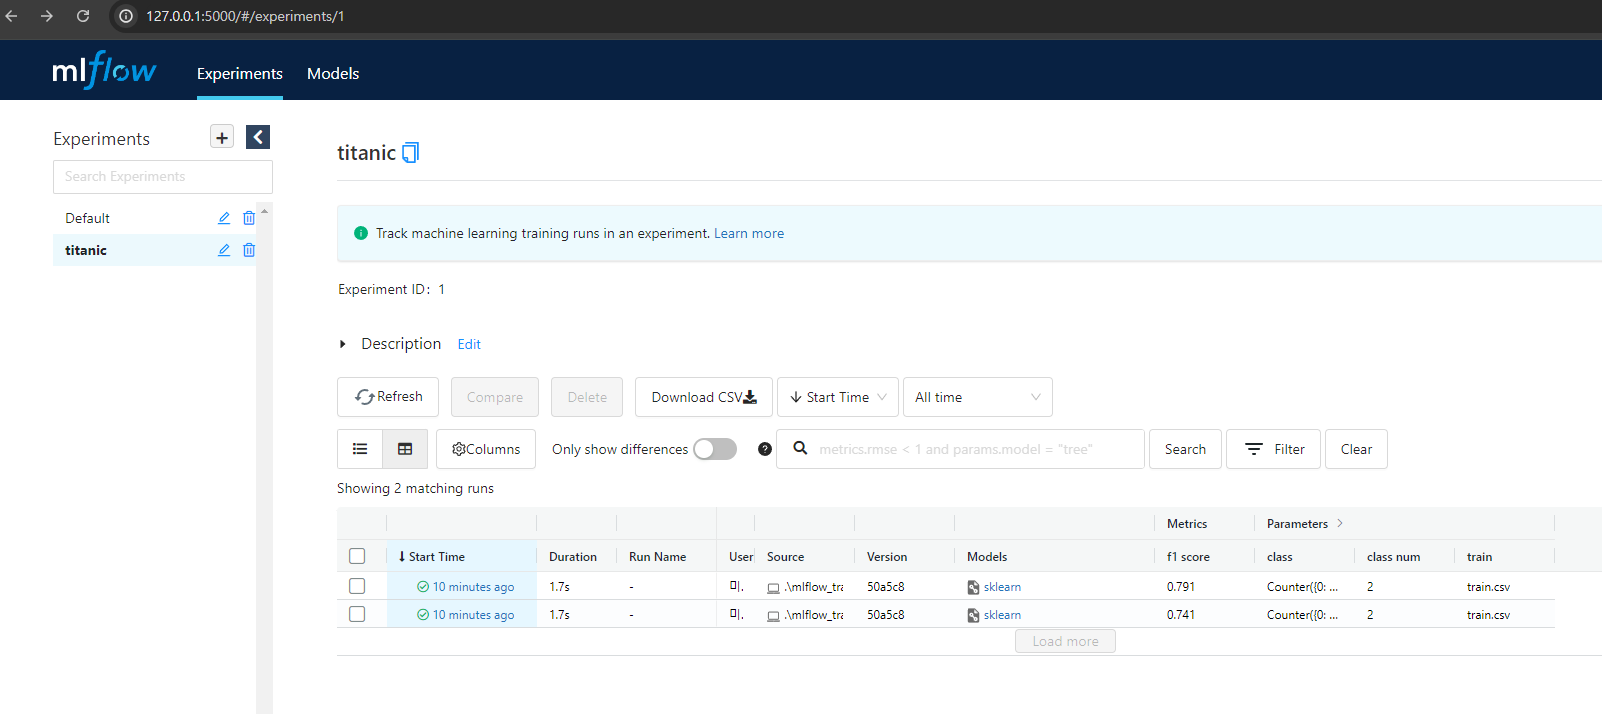 127.0.0.1:5000/#/experiments/1
mlflow Experiments Models
Experiments
Search Experiments
Default
titanic
titanic
Track machine learning training runs in an experiment. Learn more
Experiment ID: 1
Description Edit
Refresh Compare Delete Download CSV Start Time All time
Columns Only show differences metrics.rmse < 1 and params.model = "tree" Search Filter Clear
Showing 2 matching runs
Metrics Parameters
Start Time Duration Run Name User Source Version Models f1 score class class num train
10 minutes ago 1.7s - .\mlflow_tra 50a5c8 sklearn 0.791 Counter({0: ... 2 train.csv
10 minutes ago 1.7s - .\mlflow_tra 50a5c8 sklearn 0.741 Counter({0: ... 2 train.csv
Load more